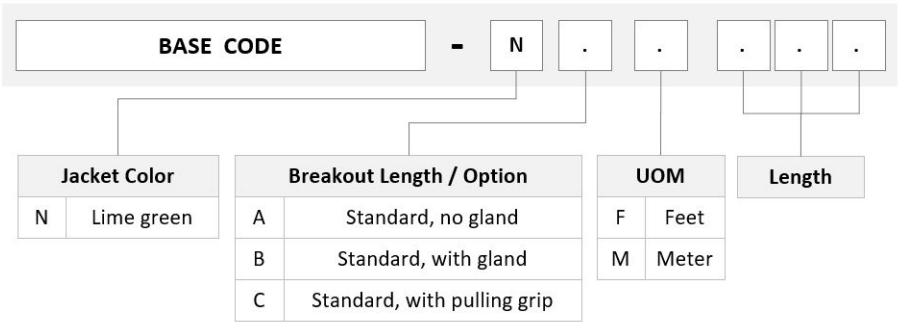 BASE CODE - N . . . . .
Jacket Color
N Lime green
Breakout Length / Option
A Standard, no gland
B Standard, with gland
C Standard, with pulling grip
UOM
F Feet
M Meter
Length